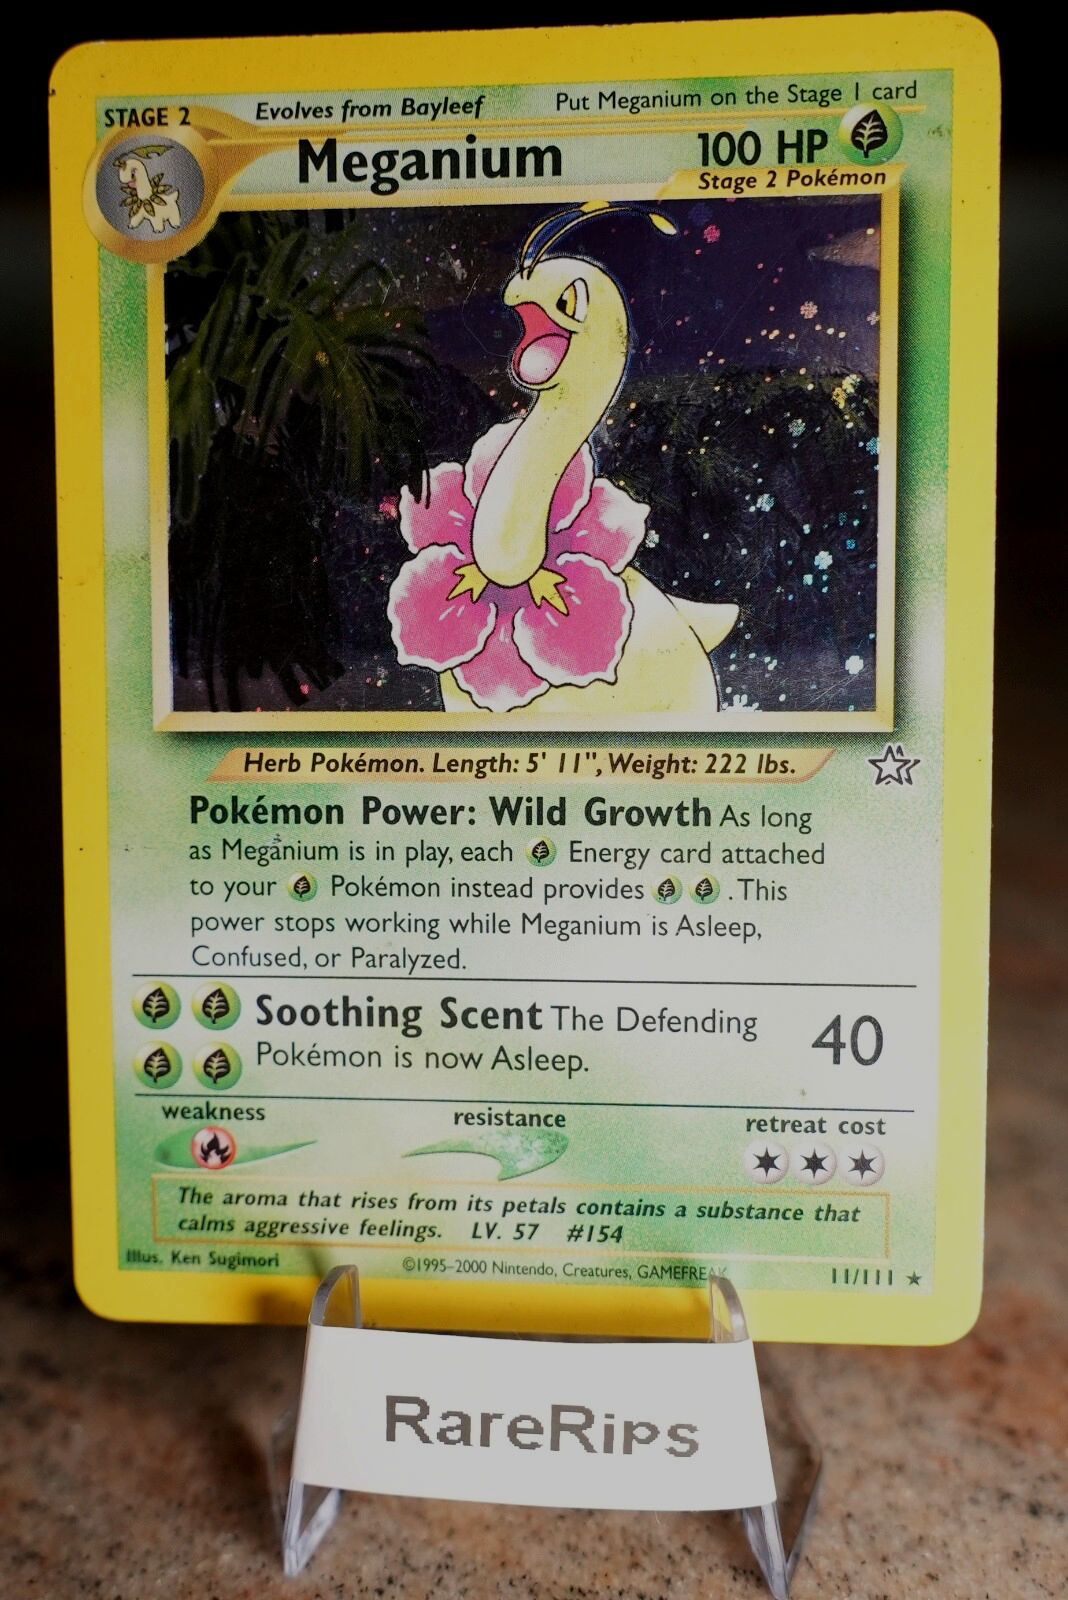 STAGE 2 Evolves from Bayleef Put Meganium on the Stage 1 card
Meganium 100 HP
Stage 2 Pokémon
Herb Pokémon. Length: 5' 11", Weight: 222 lbs.
Pokémon Power: Wild Growth As long
as Meganium is in play, each Energy card attached
to your Pokémon instead provides . This
power stops working while Meganium is Asleep,
Confused, or Paralyzed.
Soothing Scent The Defending 40
Pokémon is now Asleep.
weakness resistance retreat cost
The aroma that rises from its petals contains a substance that
calms aggressive feelings. LV. 57 #154
Illus. Ken Sugimori ©1995–2000 Nintendo, Creatures, GAMEFREAK 11/111 ★
RareRips